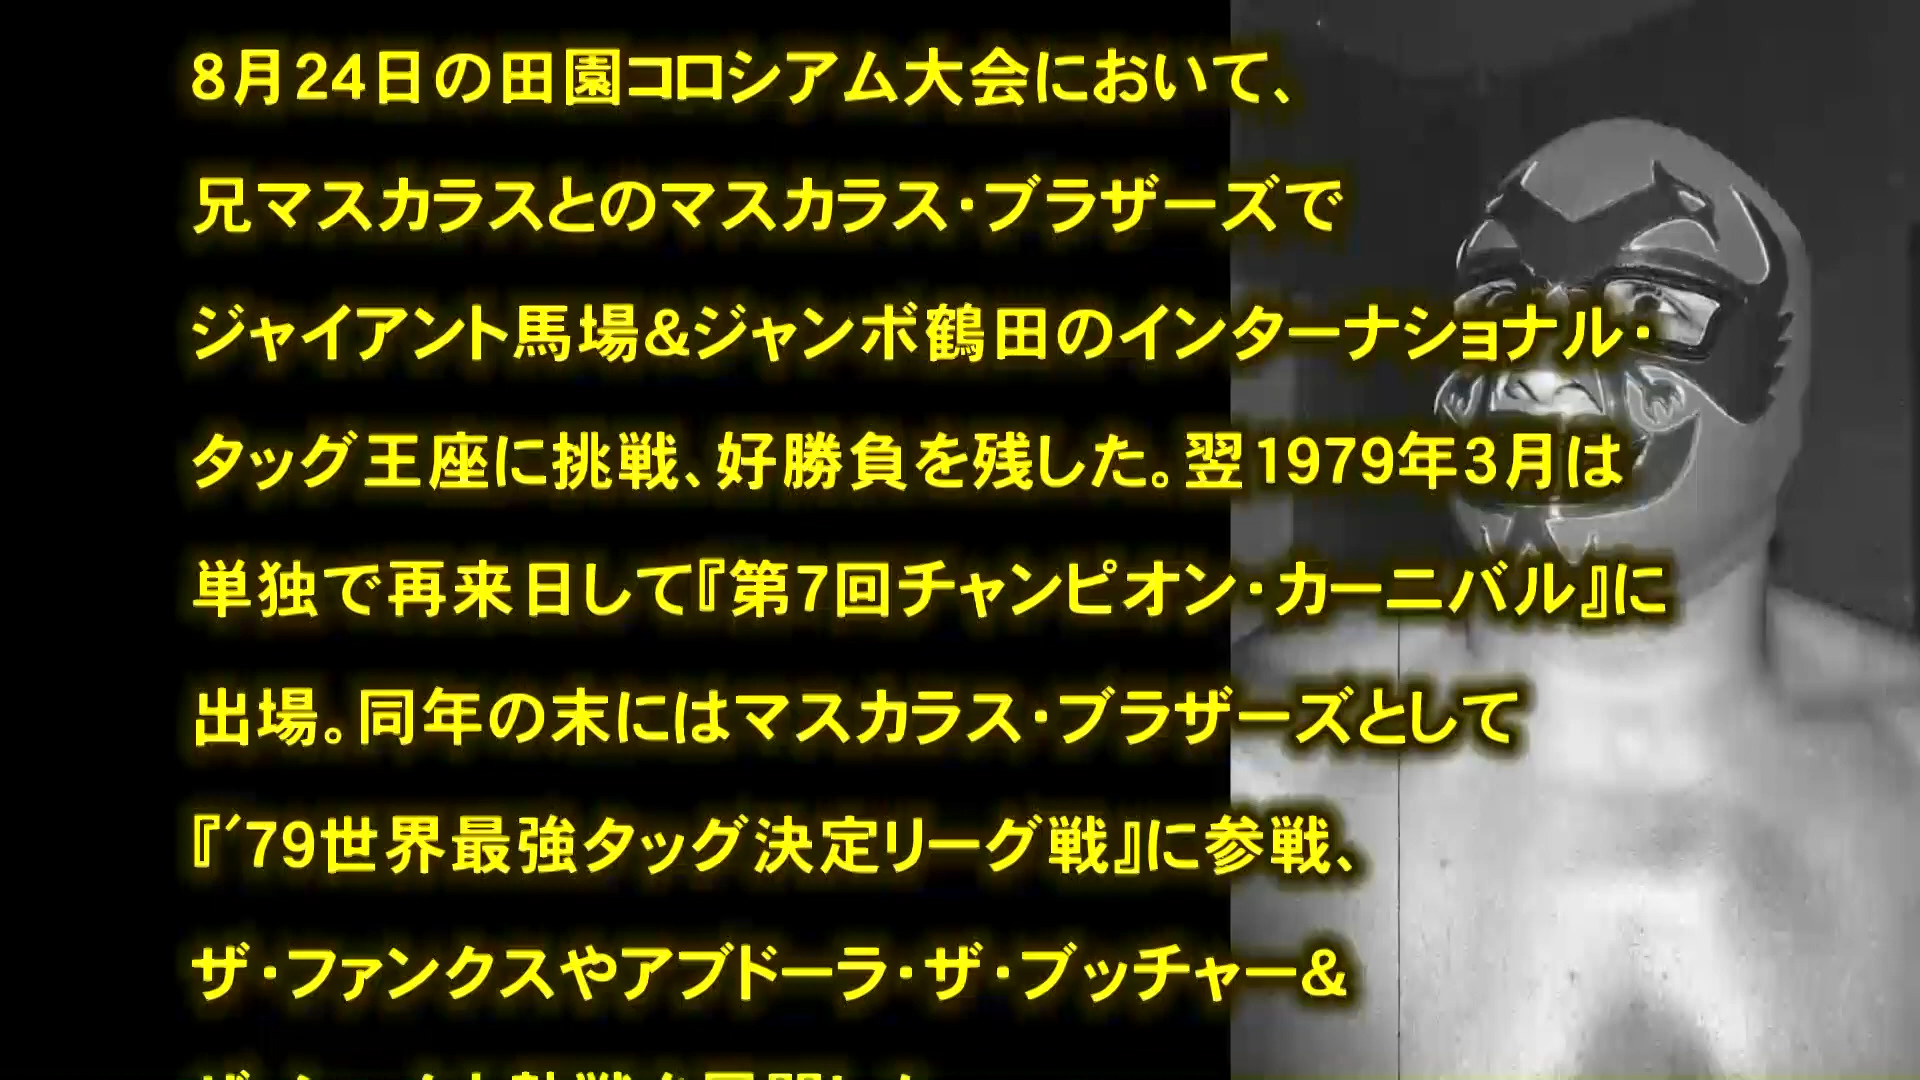 8月24日の田園コロシアム大会において、
兄マスカラスとのマスカラス・ブラザーズで
ジャイアント馬場&ジャンボ鶴田のインターナショナル・
タッグ王座に挑戦、好勝負を残した。翌1979年3月は
単独で再来日して『第7回チャンピオン・カーニバル』に
出場。同年の末にはマスカラス・ブラザーズとして
『'79世界最強タッグ決定リーグ戦』に参戦、
ザ・ファンクスやアブドーラ・ザ・ブッチャー&